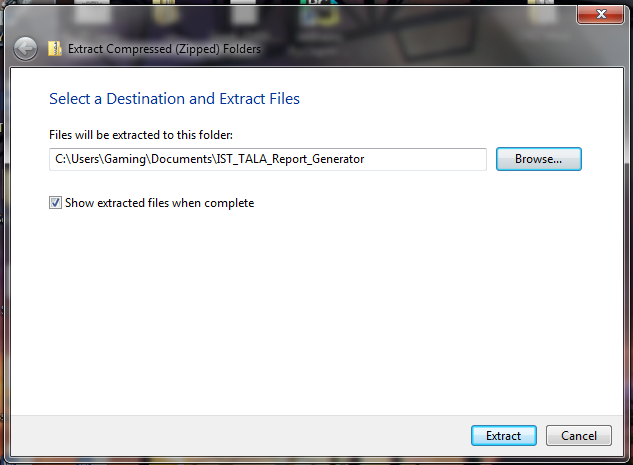 Extract Compressed (Zipped) Folders
Select a Destination and Extract Files
Files will be extracted to this folder:
C:\Users\Gaming\Documents\IST_TALA_Report_Generator
Browse...
Show extracted files when complete
Extract
Cancel